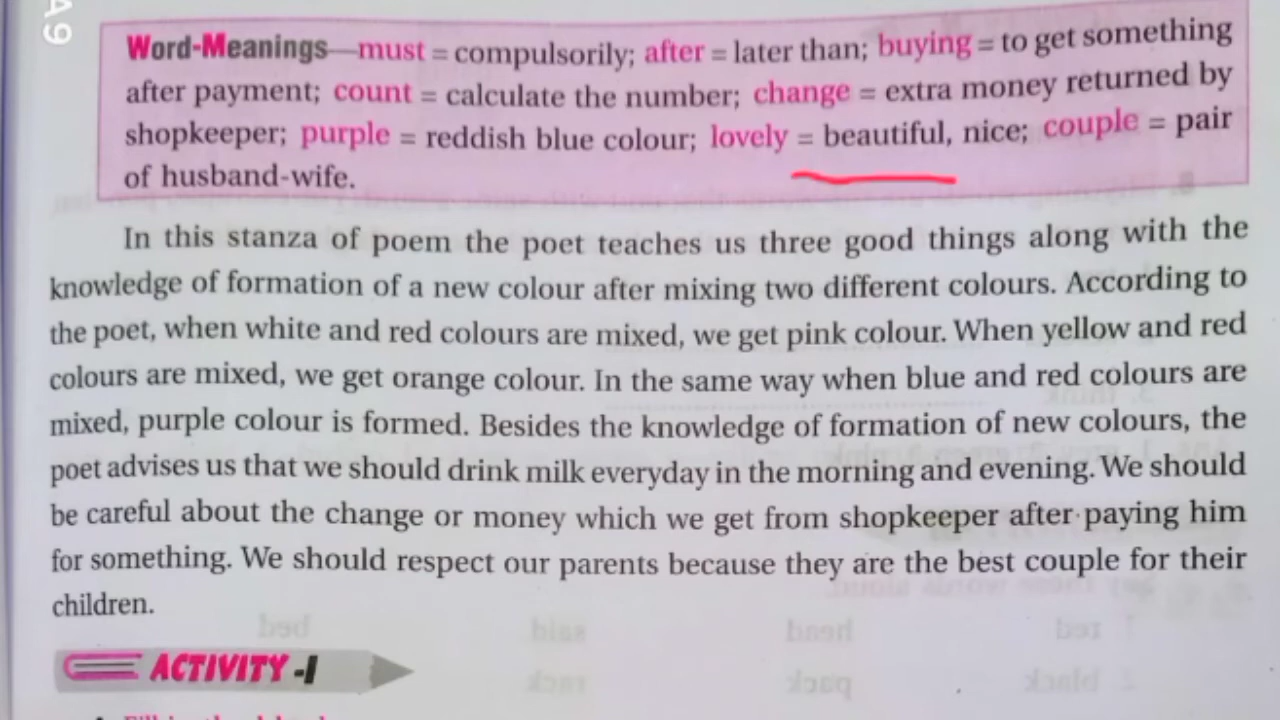 A9
Word-Meanings—must = compulsorily; after = later than; buying = to get something
after payment; count = calculate the number; change = extra money returned by
shopkeeper; purple = reddish blue colour; lovely = beautiful, nice; couple = pair
of husband-wife.
In this stanza of poem the poet teaches us three good things along with the
knowledge of formation of a new colour after mixing two different colours. According to
the poet, when white and red colours are mixed, we get pink colour. When yellow and red
colours are mixed, we get orange colour. In the same way when blue and red colours are
mixed, purple colour is formed. Besides the knowledge of formation of new colours, the
poet advises us that we should drink milk everyday in the morning and evening. We should
be careful about the change or money which we get from shopkeeper after paying him
for something. We should respect our parents because they are the best couple for their
children.
ACTIVITY-I